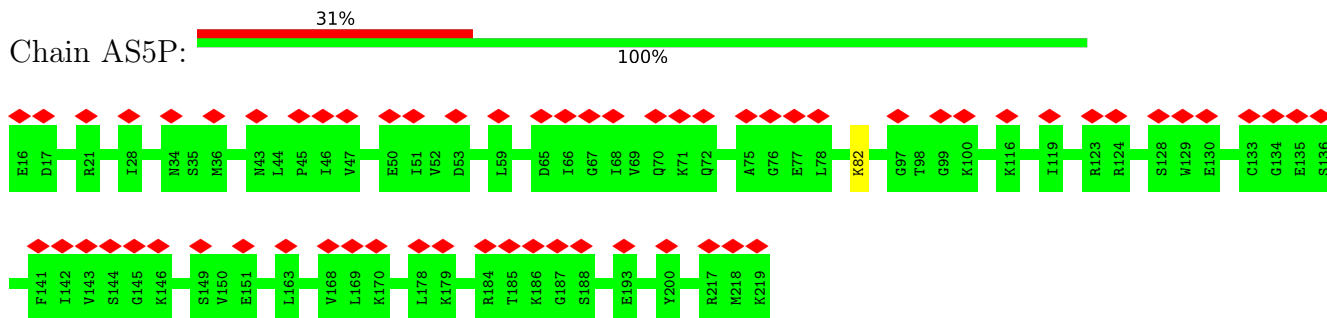 31%
Chain AS5P:
100%
E16 D17 R21 I28 N34 S35 M36 N43 L44 P45 I46 V47 E50 I51 V52 D53 L59 D65 I66 G67 I68 V69 Q70 K71 Q72 A75 G76 E77 L78 K82 G97 T98 G99 K100 K116 I119 R123 R124 S128 W129 E130 C133 G134 E135 S136
F141 I142 V143 S144 G145 K146 S149 V150 E151 L163 V168 L169 K170 L178 K179 R184 T185 K186 G187 S188 E193 Y200 R217 M218 K219